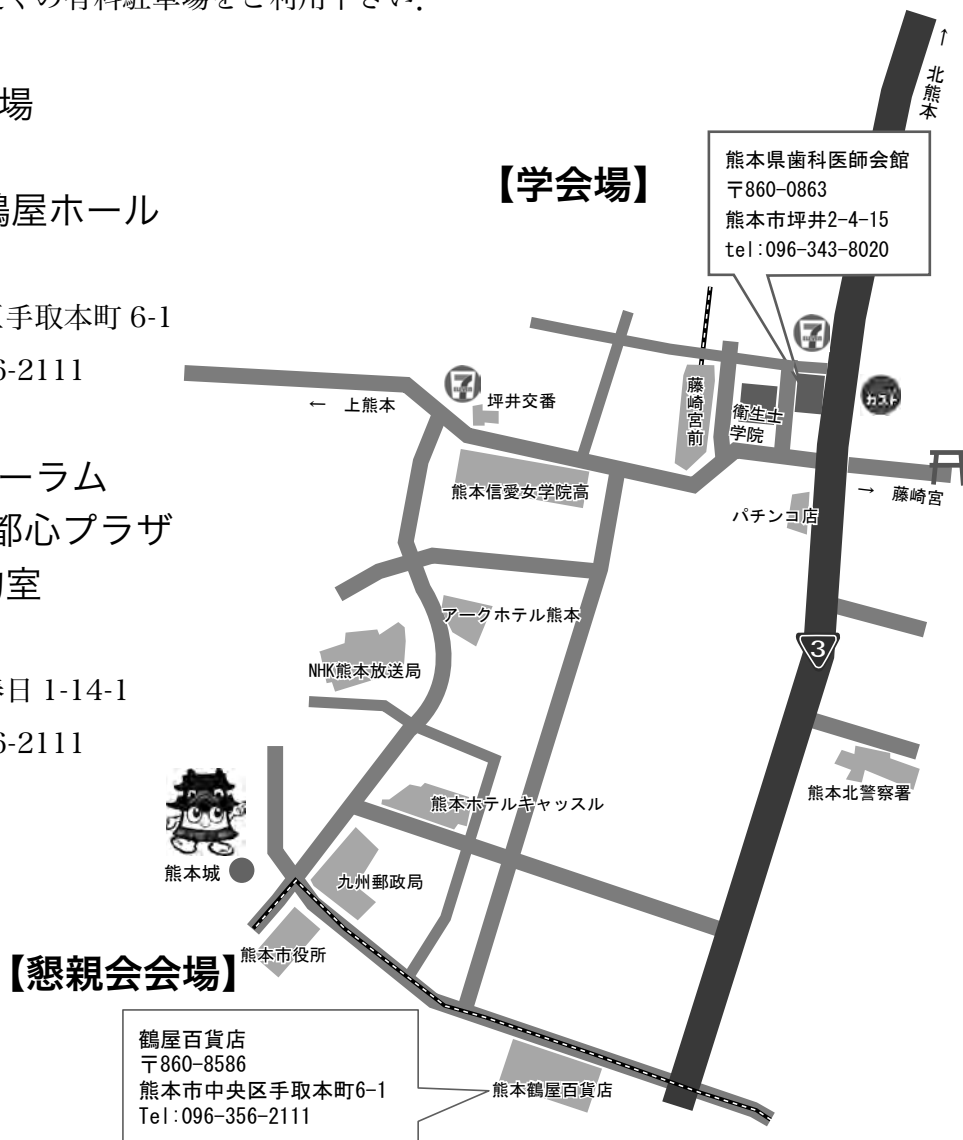 くの有料駐車場をご利用下さい.
場
鶴屋ホール
手取本町 6-1
6-2111
ーラム
都心プラザ
室
日 1-14-1
6-2111
↑ 北熊本
【学会場】
熊本県歯科医師会館
〒860-0863
熊本市坪井2-4-15
tel:096-343-8020
7
ELEVEN
7
ELEVEN
← 上熊本
坪井交番
藤崎宮前
衛生士
学院
ガスト
熊本信愛女学院高
パチンコ店
→ 藤崎宮
アークホテル熊本
NHK熊本放送局
3
熊本ホテルキャッスル
熊本北警察署
熊本城
九州郵政局
熊本市役所
【懇親会会場】
鶴屋百貨店
〒860-8586
熊本市中央区手取本町6-1
Tel:096-356-2111
熊本鶴屋百貨店